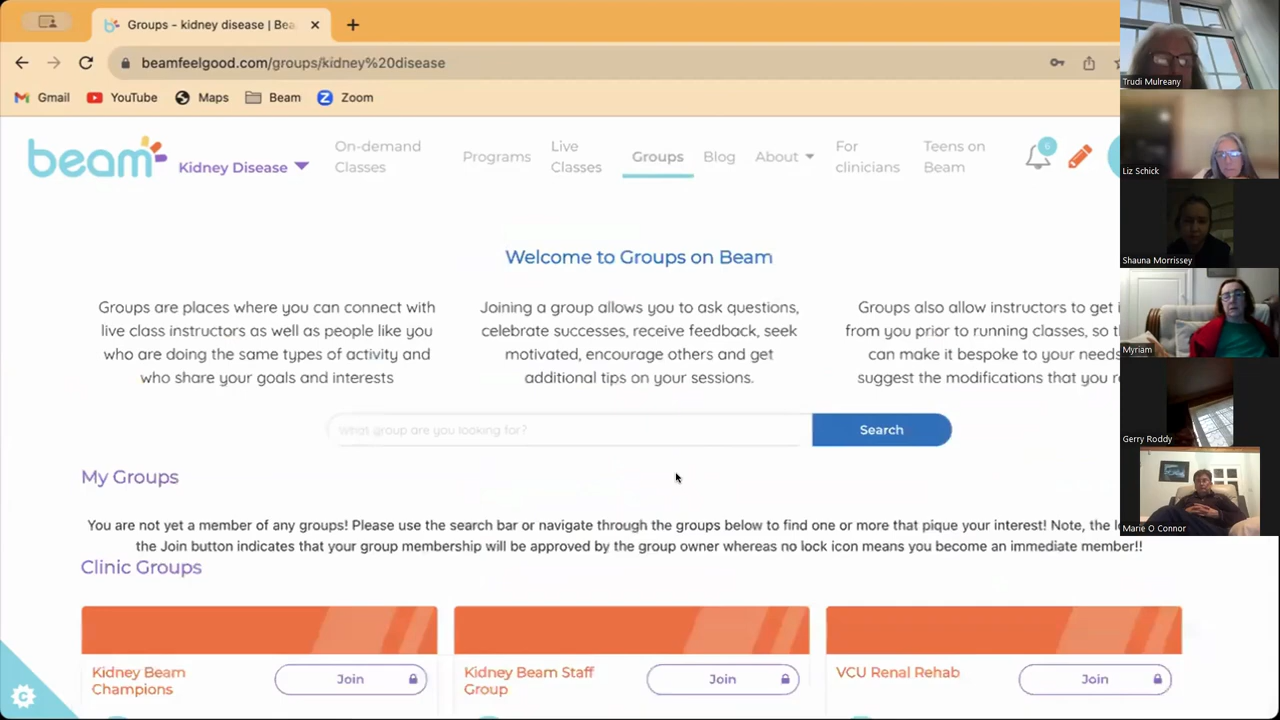 Groups - kidney disease | Bea
beamfeelgood.com/groups/kidney%20disease
Gmail YouTube Maps Beam Zoom
beam
Kidney Disease
On-demand Classes
Programs
Live Classes
Groups
Blog
About
For clinicians
Teens on Beam
6
Welcome to Groups on Beam
Groups are places where you can connect with
live class instructors as well as people like you
who are doing the same types of activity and
who share your goals and interests
Joining a group allows you to ask questions,
celebrate successes, receive feedback, seek
motivated, encourage others and get
additional tips on your sessions.
Groups also allow instructors to get
from you prior to running classes, so
can make it bespoke to your needs
suggest the modifications that you
What group are you looking for?
Search
My Groups
You are not yet a member of any groups! Please use the search bar or navigate through the groups below to find one or more that pique your interest! Note, the
the Join button indicates that your group membership will be approved by the group owner whereas no lock icon means you become an immediate member!!
Clinic Groups
Kidney Beam
Champions
Join
Kidney Beam Staff
Group
Join
VCU Renal Rehab
Join
Trudi Mulreany
Liz Schick
Shauna Morrissey
Myriam
Gerry Roddy
Marie O Connor